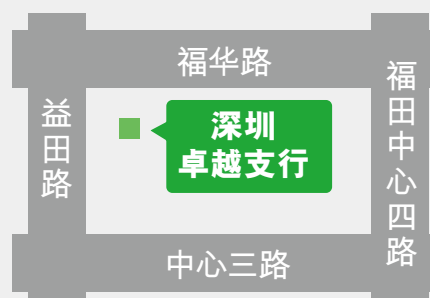 福华路
益田路
深圳
卓越支行
福田中心四路
中心三路